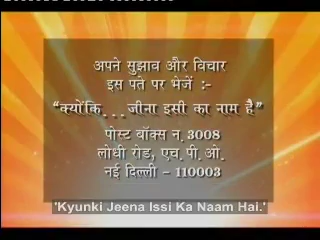 अपने सुझाव और विचार
इस पते पर भेजें :-
“क्योंकि...जीना इसी का नाम है”
पोस्ट बॉक्स न. 3008
लोधी रोड, एच.पी.ओ.
नई दिल्ली - 110003
'Kyunki Jeena Issi Ka Naam Hai.'